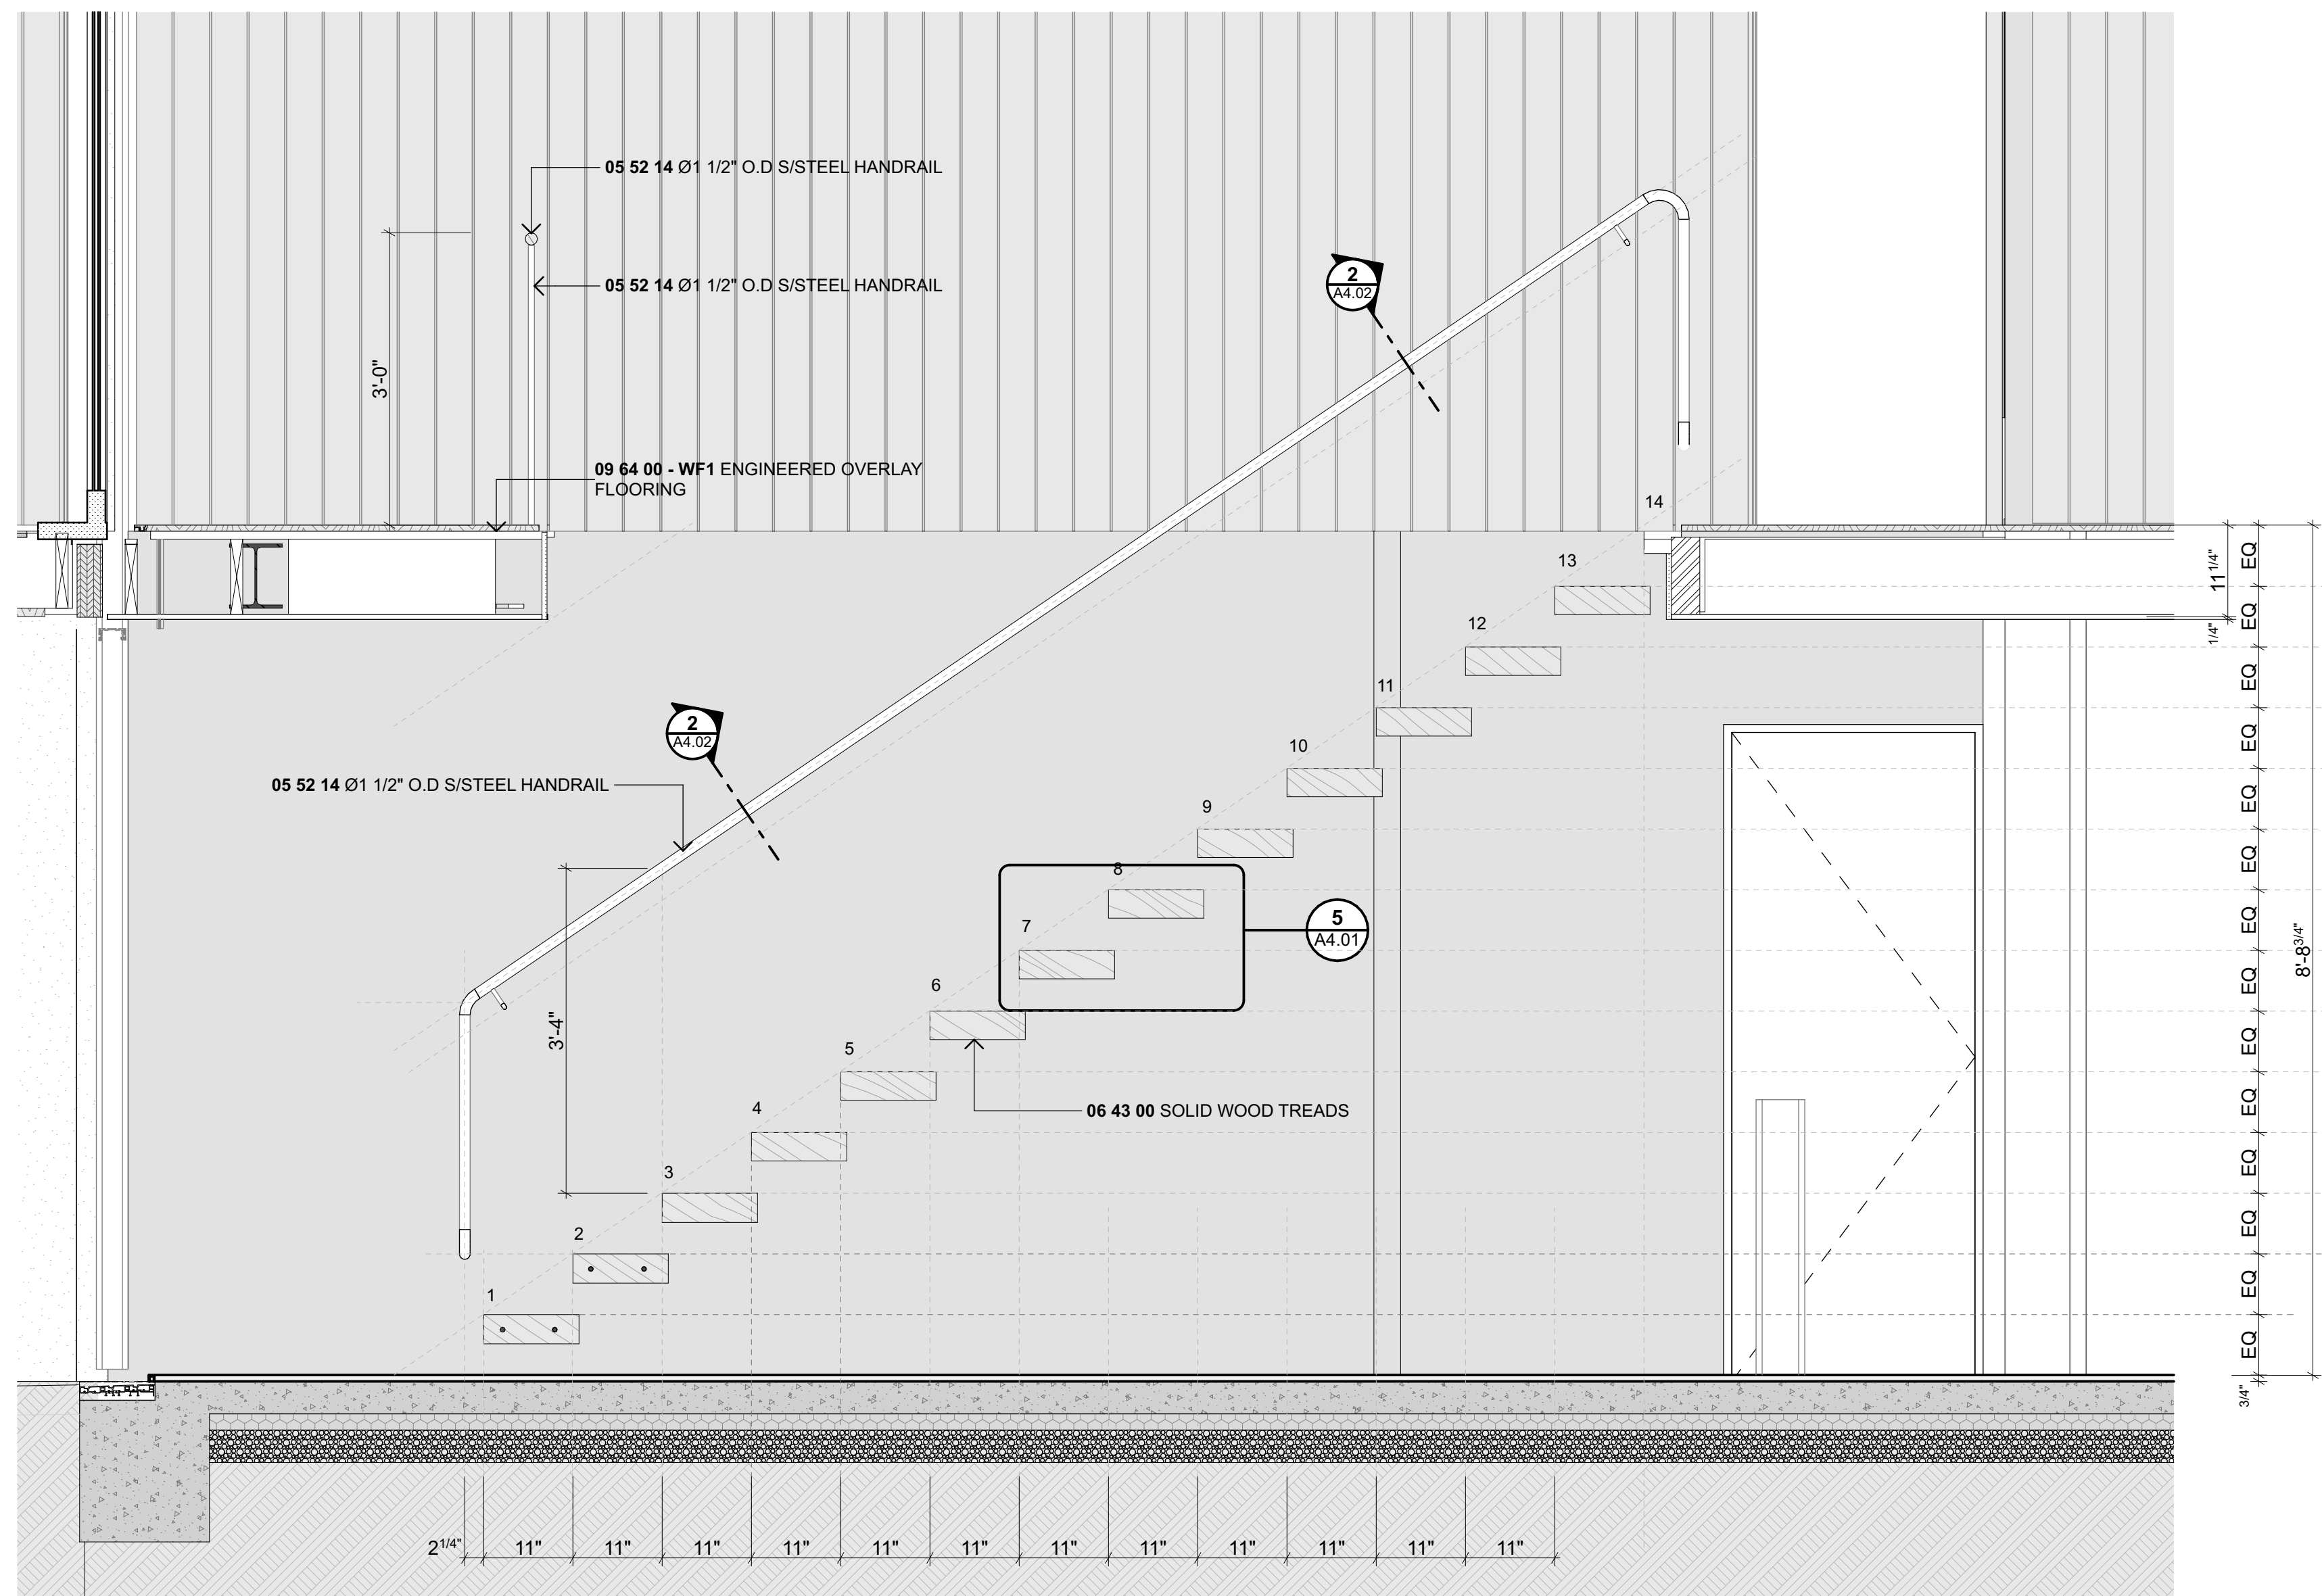 05 52 14 Ø1 1/2" O.D S/STEEL HANDRAIL
2
A4.02
05 52 14 Ø1 1/2" O.D S/STEEL HANDRAIL
3'-0"
09 64 00 - WF1 ENGINEERED OVERLAY
FLOORING
14
13
12
11
10
9
8
7
6
5
4
3
2
1
2
A4.02
05 52 14 Ø1 1/2" O.D S/STEEL HANDRAIL
3'-4"
5
A4.01
06 43 00 SOLID WOOD TREADS
11 1/4"
1/4"
EQ
EQ
EQ
EQ
EQ
EQ
EQ
EQ
EQ
EQ
EQ
EQ
EQ
EQ
8'-8 3/4"
3/4"
2 1/4" 11" 11" 11" 11" 11" 11" 11" 11" 11" 11" 11" 11"